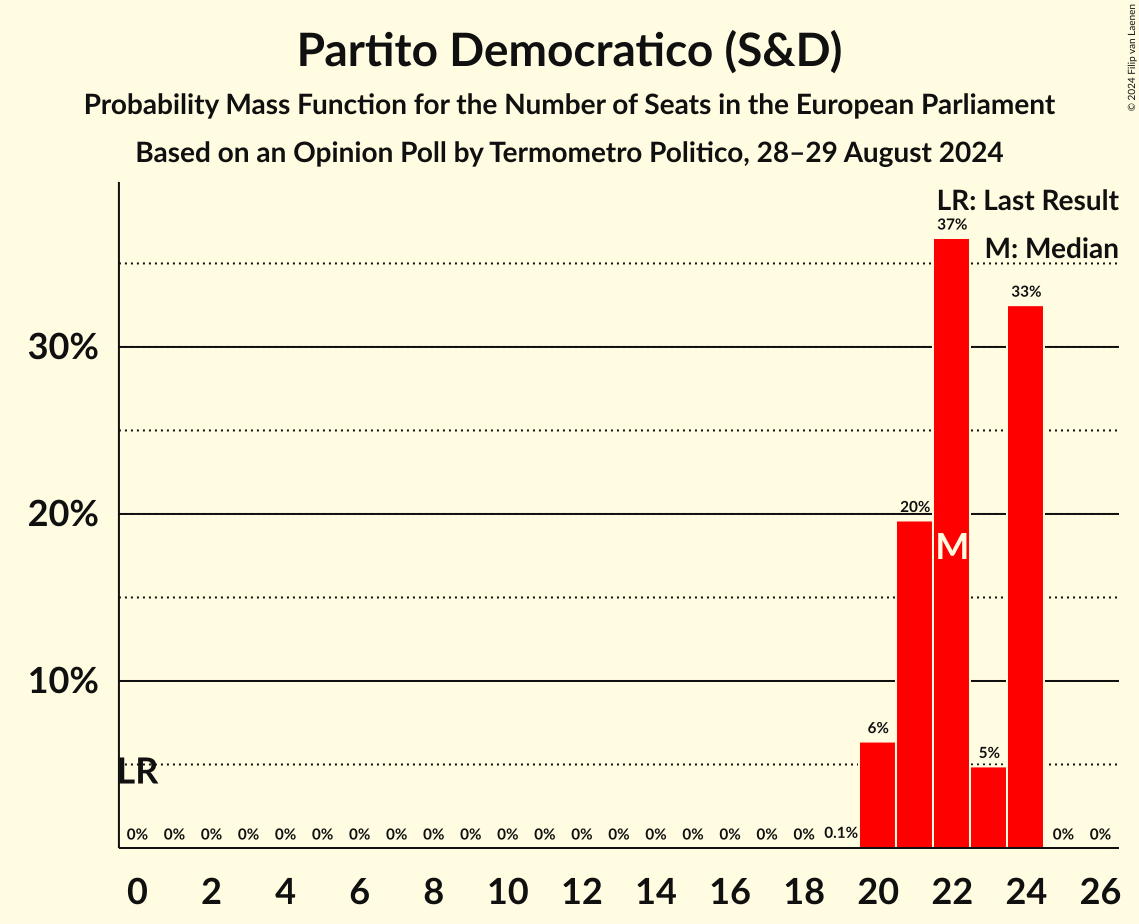 Partito Democratico (S&D)
Probability Mass Function for the Number of Seats in the European Parliament
Based on an Opinion Poll by Termometro Politico, 28–29 August 2024
© 2024 Filip van Laenen
LR: Last Result
M: Median
37%
33%
30%
20%
20%
M
10%
6%
5%
LR
0% 0% 0% 0% 0% 0% 0% 0% 0% 0% 0% 0% 0% 0% 0% 0% 0% 0% 0% 0.1% 0% 0%
0 2 4 6 8 10 12 14 16 18 20 22 24 26